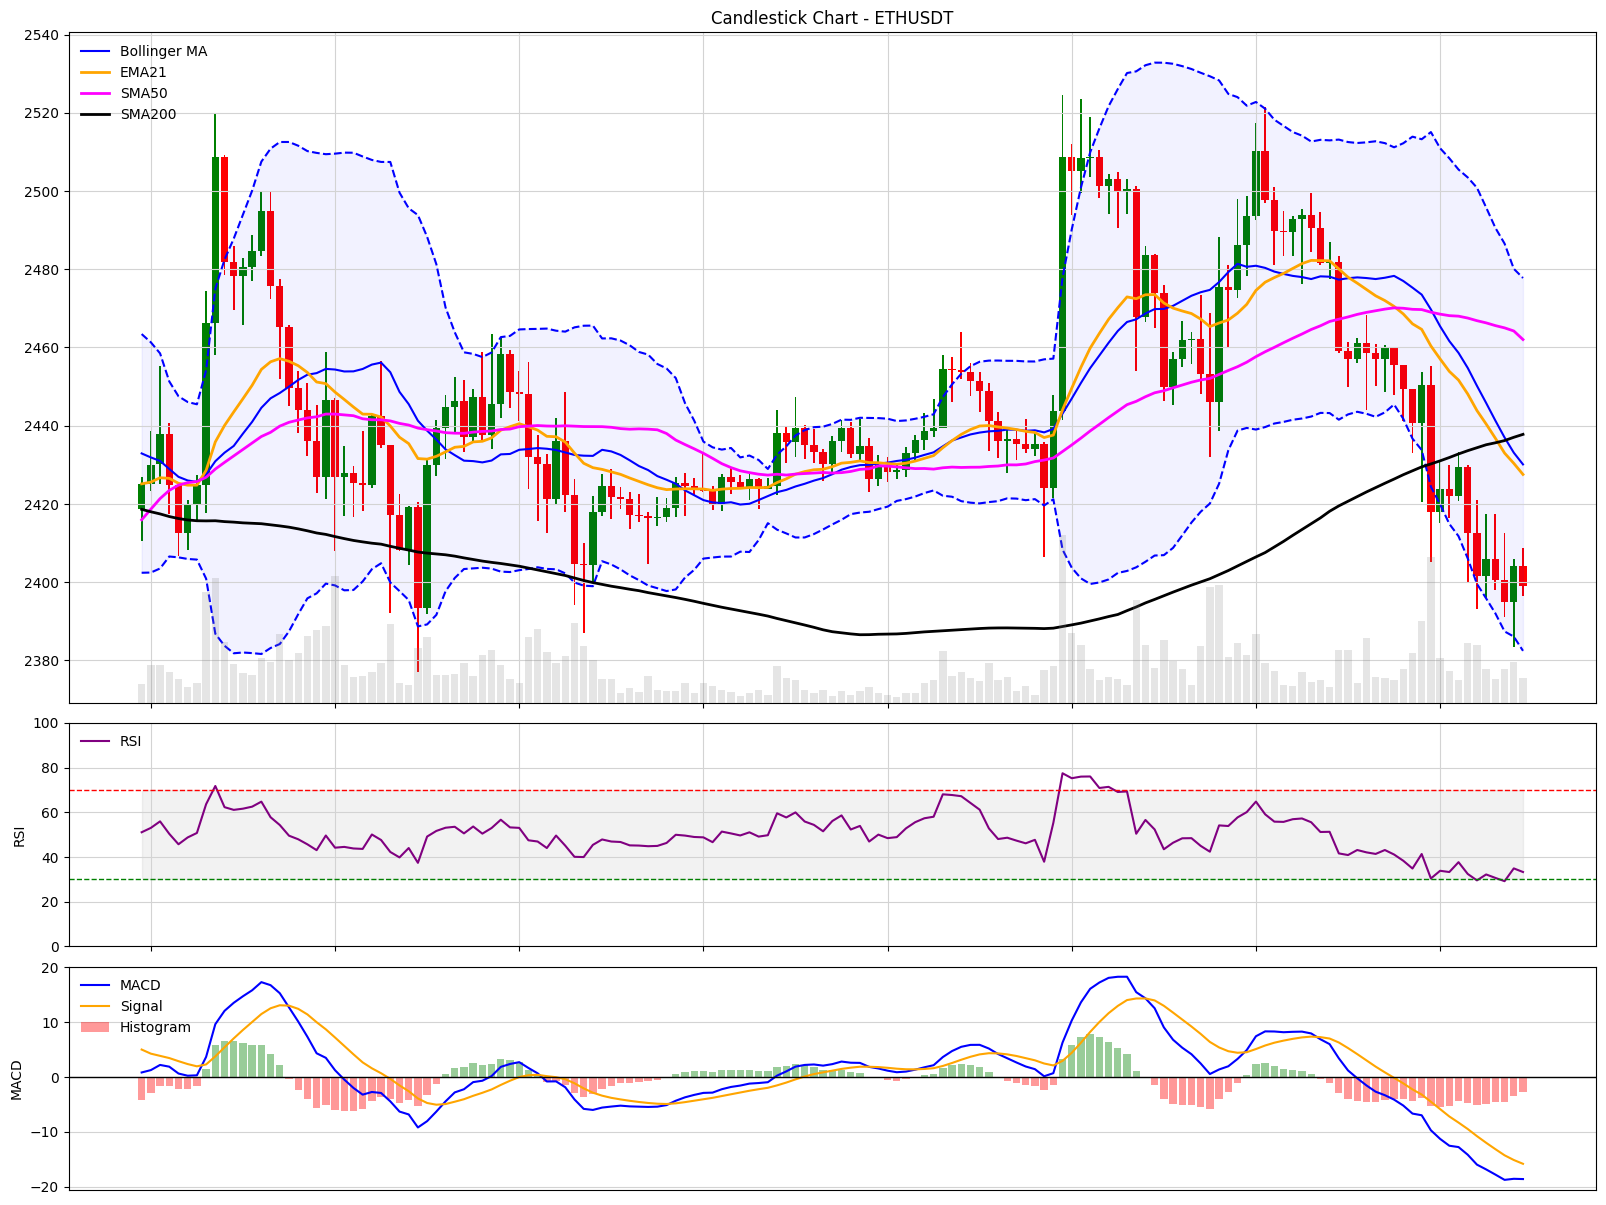 Candlestick Chart - ETHUSDT
2540
2520
2500
2480
2460
2440
2420
2400
2380
Bollinger MA
EMA21
SMA50
SMA200
100
80
60
40
20
0
RSI
RSI
20
10
0
−10
−20
MACD
MACD
Signal
Histogram